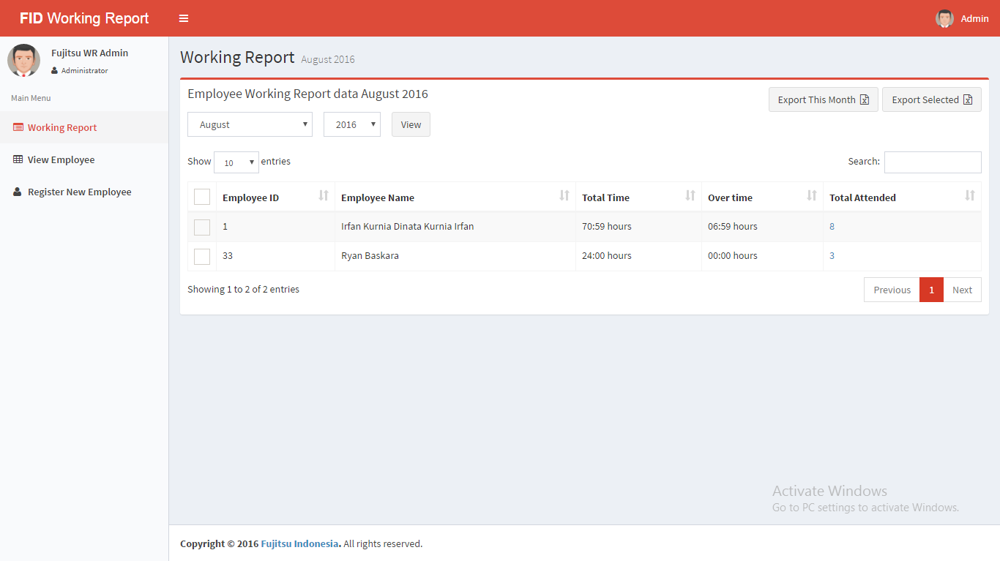 FID Working Report
Admin
Fujitsu WR Admin
Administrator
Main Menu
Working Report
View Employee
Register New Employee
Working Report August 2016
Employee Working Report data August 2016
Export This Month
Export Selected
August
2016
View
Show 10 entries
Search:
Employee ID Employee Name Total Time Over time Total Attended
1 Irfan Kurnia Dinata Kurnia Irfan 70:59 hours 06:59 hours 8
33 Ryan Baskara 24:00 hours 00:00 hours 3
Showing 1 to 2 of 2 entries
Previous 1 Next
Activate Windows
Go to PC settings to activate Windows.
Copyright © 2016 Fujitsu Indonesia. All rights reserved.